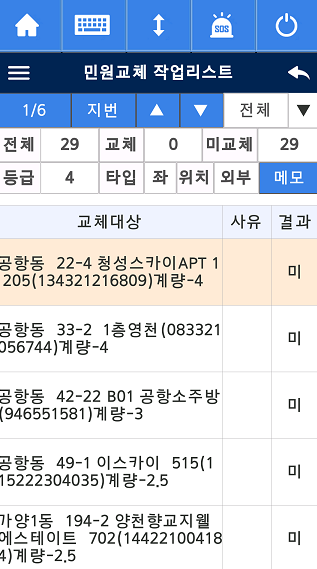 SOS
민원교체 작업리스트
1/6 지번 ▲ ▼ 전체 ▼
전체 29 교체 0 미교체 29
등급 4 타입 좌 위치 외부 메모
교체대상 사유 결과
공항동 22-4 청성스카이APT 1
205(134321216809)계량-4 미
공항동 33-2 1층영천(083321
056744)계량-4 미
공항동 42-22 B01 공항소주방
(946551581)계량-3 미
공항동 49-1 이스카이 515(1
15222304035)계량-2.5 미
가양1동 194-2 양천향교지웰
에스테이트 702(14422100418
4)계량-2.5 미